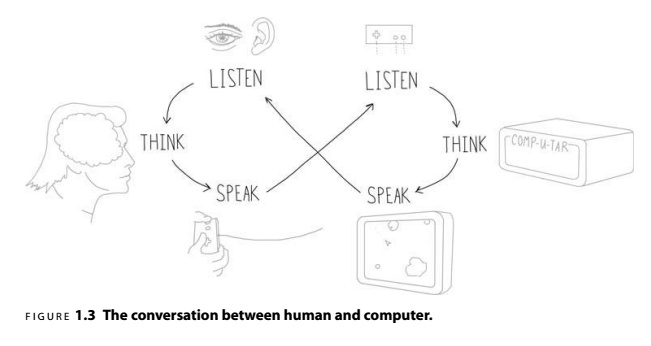 LISTEN
LISTEN
THINK
THINK
COMP-U-TAR
SPEAK
SPEAK
FIGURE 1.3 The conversation between human and computer.